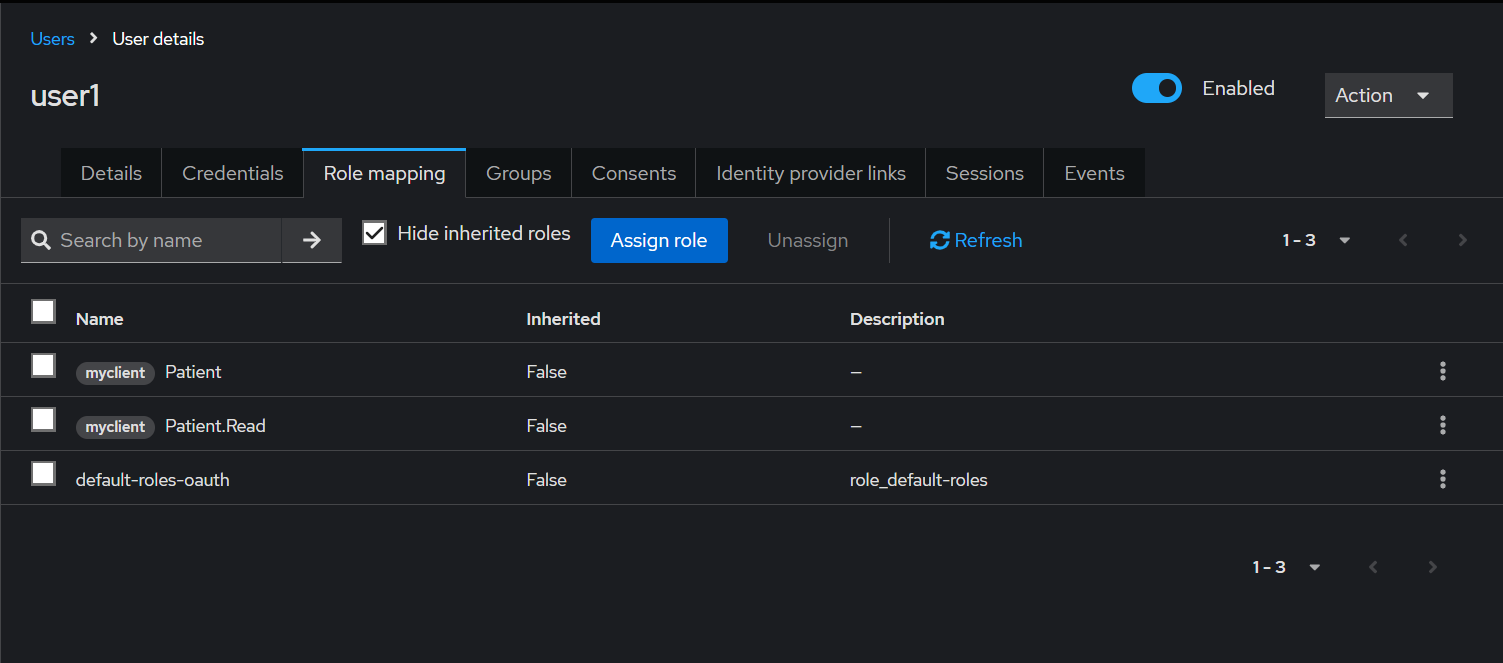 Users > User details
user1
Enabled
Action
Details Credentials Role mapping Groups Consents Identity provider links Sessions Events
Search by name
Hide inherited roles
Assign role
Unassign
Refresh
1 - 3
Name Inherited Description
myclient Patient False –
myclient Patient.Read False –
default-roles-oauth False role_default-roles
1 - 3